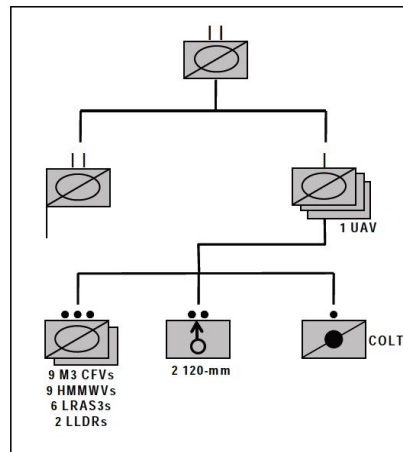 1 UAV
9 M3 CFVs
9 HMMWVs
6 LRAS3s
2 LLDRs
2 120-mm
COLT